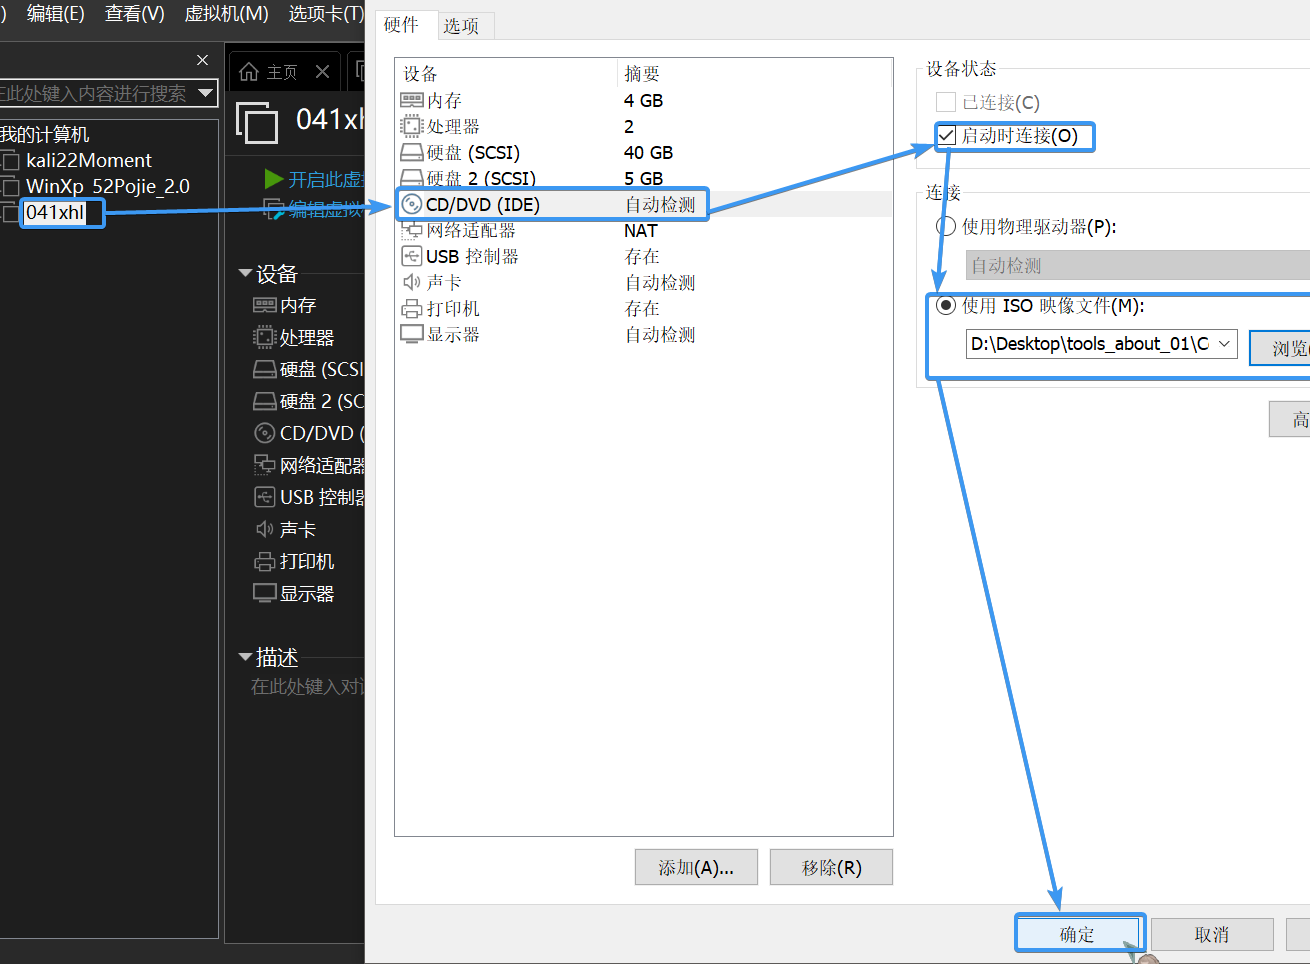 ) 编辑(E) 查看(V) 虚拟机(M) 选项卡(T)
在此处键入内容进行搜索
我的计算机
kali22Moment
WinXp_52Pojie_2.0
041xhl
主页
041xh
开启此虚
编辑虚拟
设备
内存
处理器
硬盘 (SCSI
硬盘 2 (SC
CD/DVD (
网络适配器
USB 控制器
声卡
打印机
显示器
描述
在此处键入对
硬件 选项
设备 摘要
内存 4 GB
处理器 2
硬盘 (SCSI) 40 GB
硬盘 2 (SCSI) 5 GB
CD/DVD (IDE) 自动检测
网络适配器 NAT
USB 控制器 存在
声卡 自动检测
打印机 存在
显示器 自动检测
添加(A)... 移除(R)
设备状态
已连接(C)
启动时连接(O)
连接
使用物理驱动器(P):
自动检测
使用 ISO 映像文件(M):
D:\Desktop\tools_about_01\C
浏览(
高
确定 取消